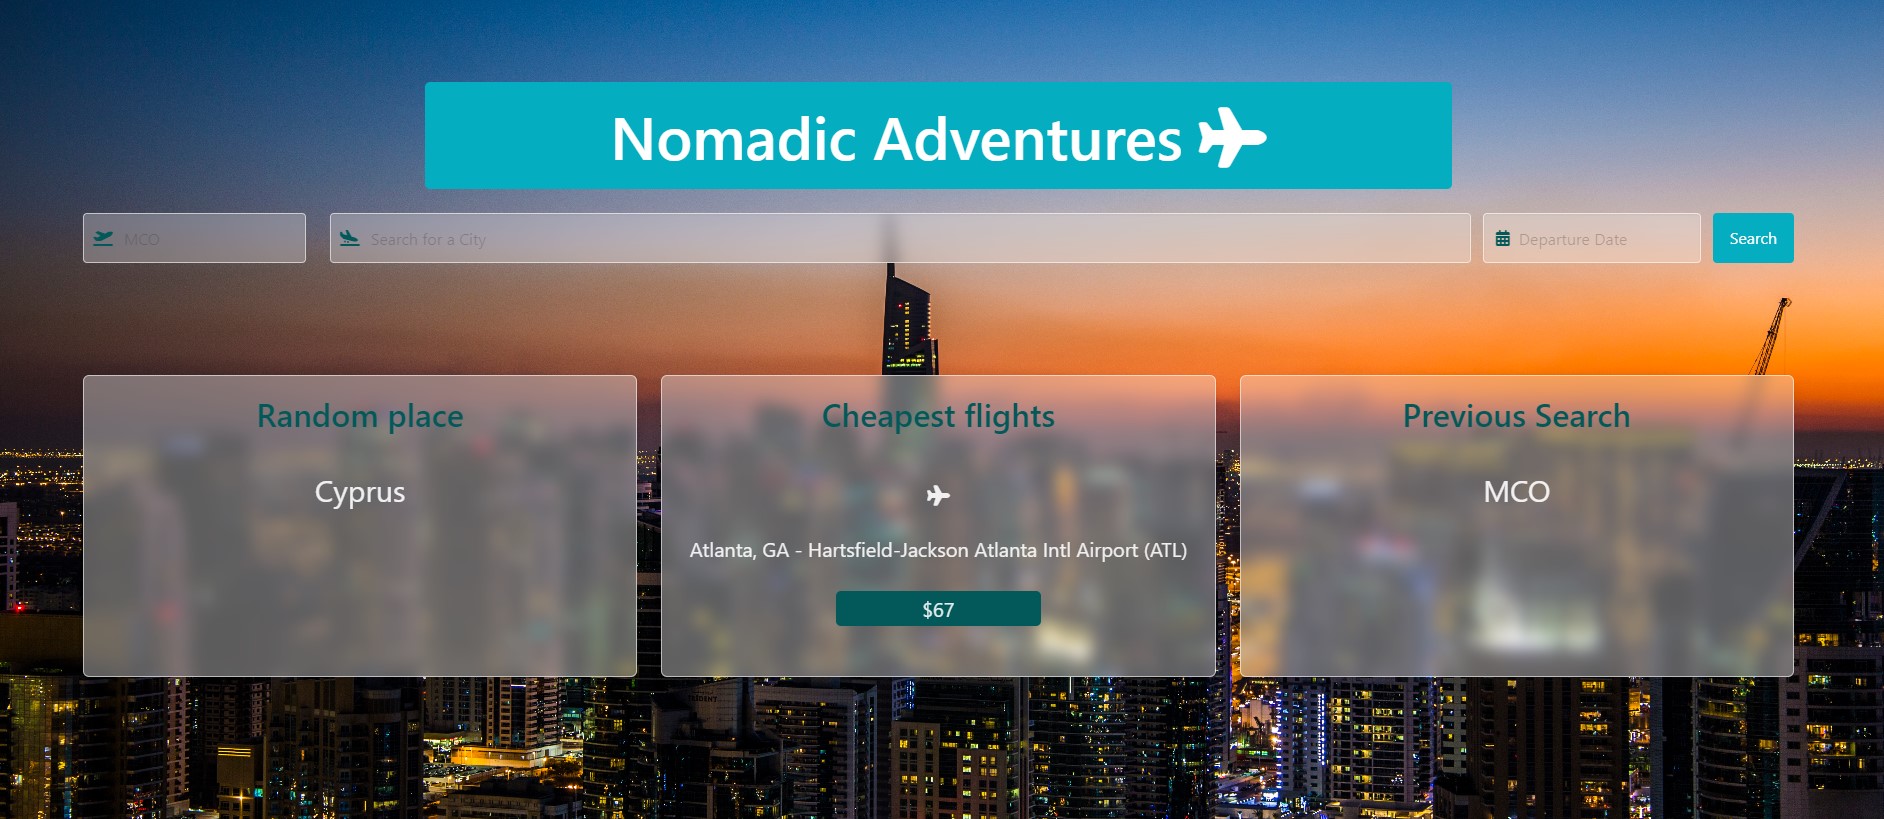 Nomadic Adventures
MCO
Search for a City
Departure Date
Search
Random place
Cyprus
Cheapest flights
Atlanta, GA - Hartsfield-Jackson Atlanta Intl Airport (ATL)
$67
Previous Search
MCO